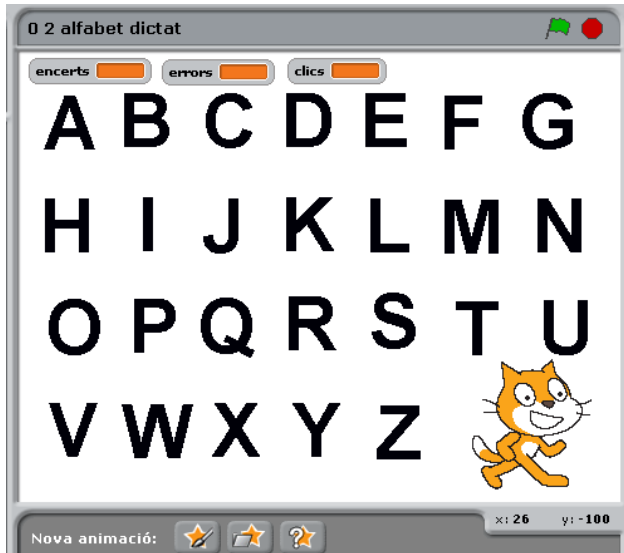 0 2 alfabet dictat
encerts errors clics
A B C D E F G
H I J K L M N
O P Q R S T U
V W X Y Z
x: 26 y: -100
Nova animació: